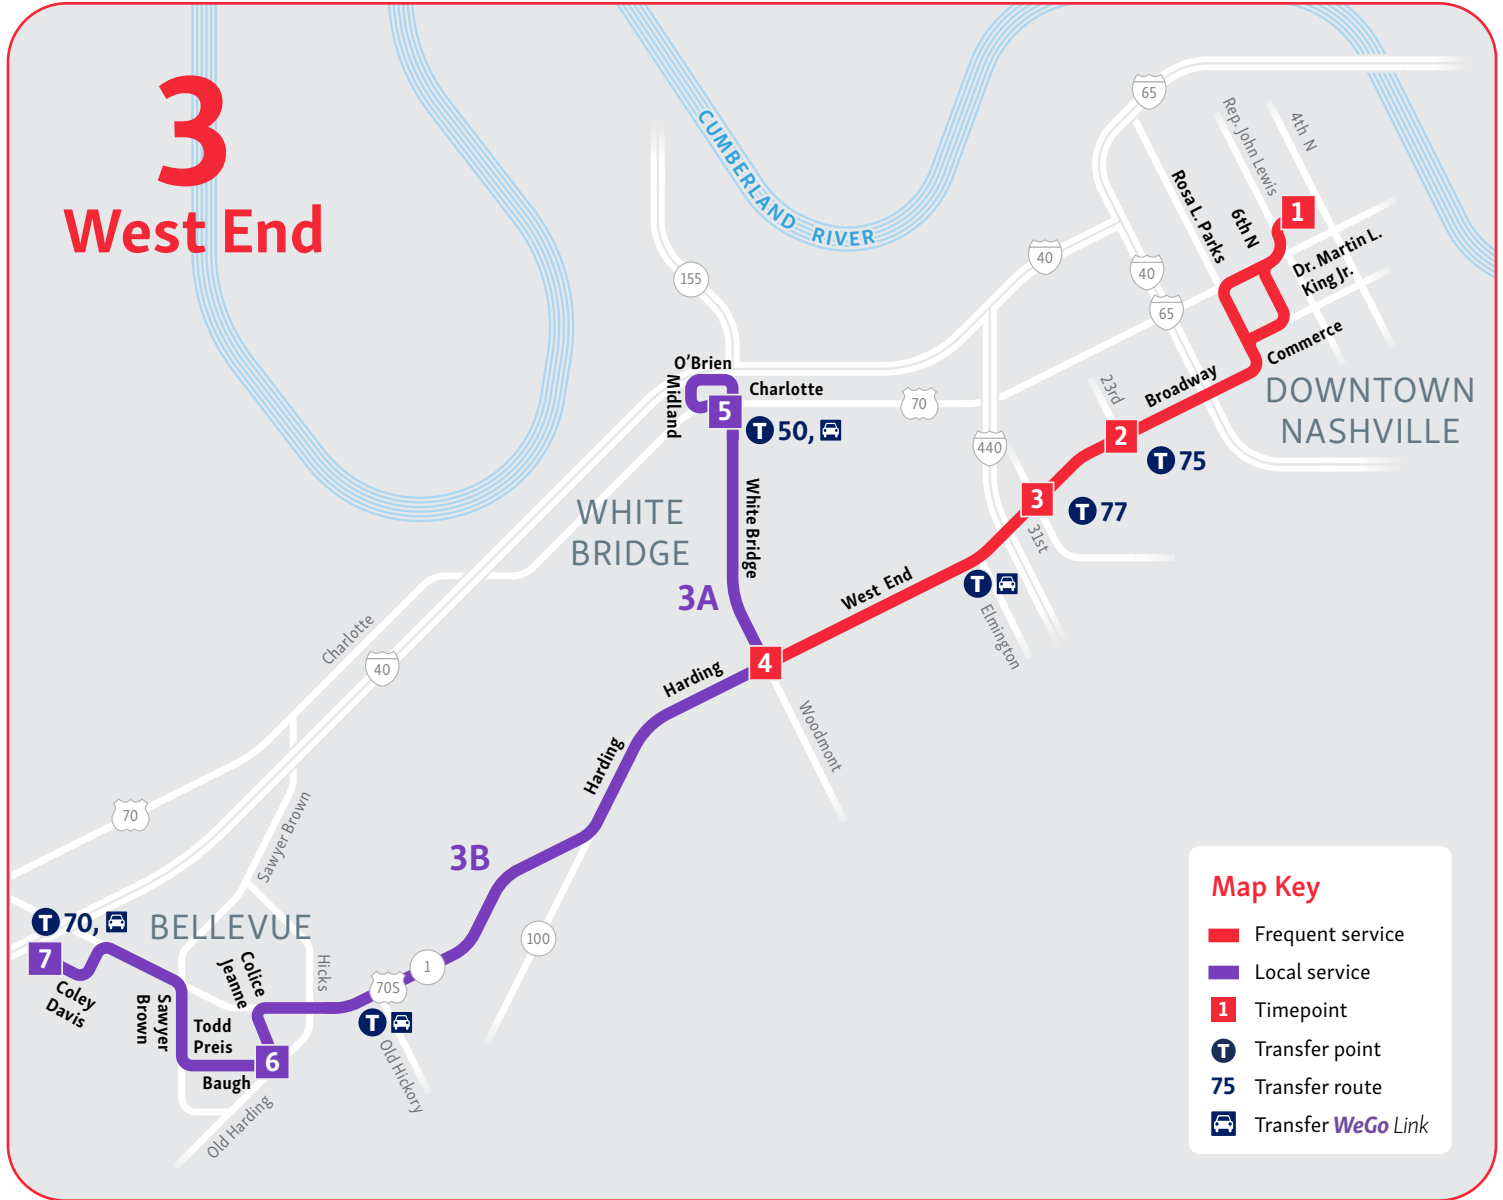 3
West End
CUMBERLAND RIVER
65
Rep. John Lewis
4th N
Rosa L. Parks
6th N
1
Dr. Martin L.
King Jr.
155
40
40
65
O'Brien
Midland
Charlotte
5
T 50,
70
23rd
Broadway
Commerce
DOWNTOWN
NASHVILLE
2
T 75
440
3
T 77
31st
WHITE
BRIDGE
White Bridge
3A
West End
T
Elmington
Charlotte
40
4
Harding
Woodmont
Harding
70
Sawyer Brown
3B
T 70,
BELLEVUE
7
Coley
Davis
Sawyer
Brown
Colice
Jeanne
Hicks
100
1
70S
T
Old Hickory
Todd
Preis
6
Baugh
Old Harding
Map Key
Frequent service
Local service
1 Timepoint
T Transfer point
75 Transfer route
Transfer WeGo Link